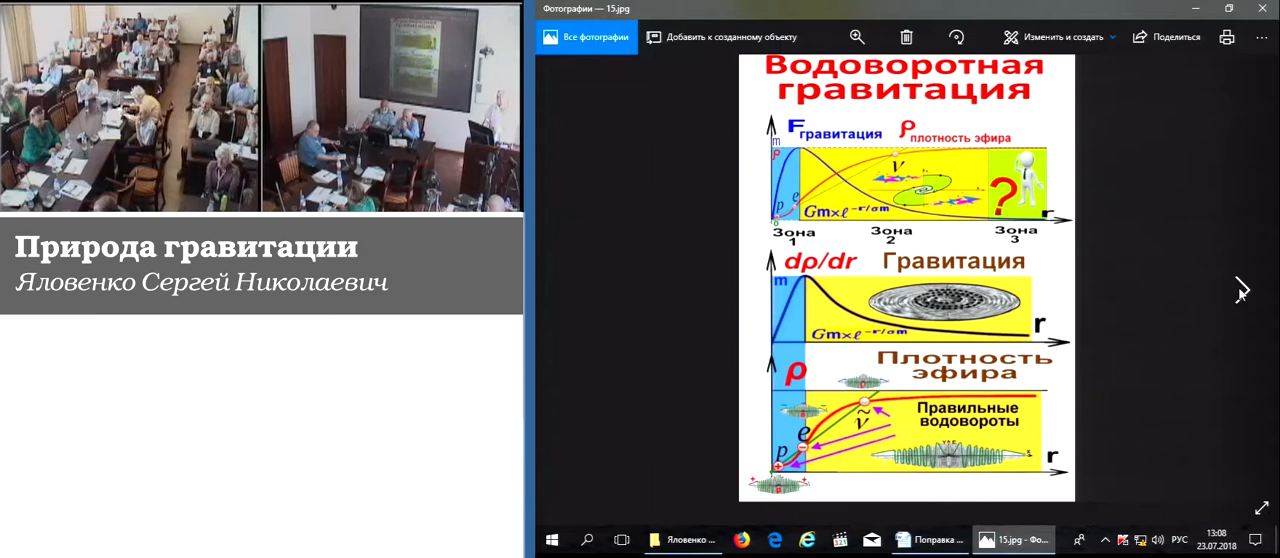 Природа гравитации
Яловенко Сергей Николаевич
Фотографии — 15.jpg
Все фотографии
Добавить к созданному объекту
Изменить и создать
Поделиться
Водоворотная
гравитация
F гравитация
ρ плотность эфира
m
ρ
ν
e
p
?
Gm×ℓ^-r/σm
r
Зона 1
Зона 2
Зона 3
dρ/dr
Гравитация
m
Gm×ℓ^-r/σm
r
Плотность
эфира
ρ
Правильные
водовороты
ν̃
e
p
r
Яловенко ...
Поправка ...
15.jpg - Фо...
РУС
13:08
23.07.2018